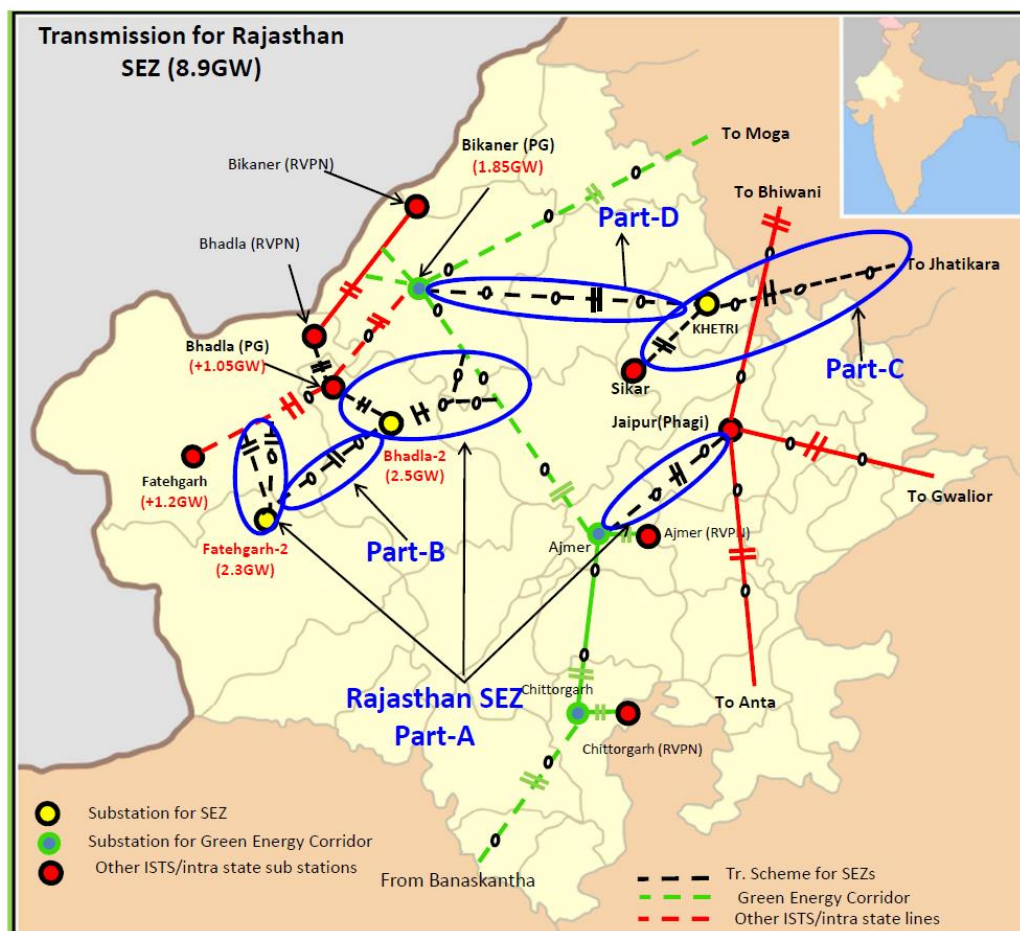 Transmission for Rajasthan
SEZ (8.9GW)
Bikaner (PG)
(1.85GW)
To Moga
Bikaner (RVPN)
To Bhiwani
Part-D
Bhadla (RVPN)
To Jhatikara
KHETRI
Bhadla (PG)
(+1.05GW)
Part-C
Sikar
Jaipur(Phagi)
Bhadla-2
(2.5GW)
Fatehgarh
(+1.2GW)
To Gwalior
Fatehgarh-2
(2.3GW)
Part-B
Ajmer
Ajmer (RVPN)
Rajasthan SEZ
Part-A
Chittorgarh
To Anta
Chittorgarh (RVPN)
Substation for SEZ
Substation for Green Energy Corridor
Other ISTS/intra state sub stations
From Banaskantha
Tr. Scheme for SEZs
Green Energy Corridor
Other ISTS/intra state lines